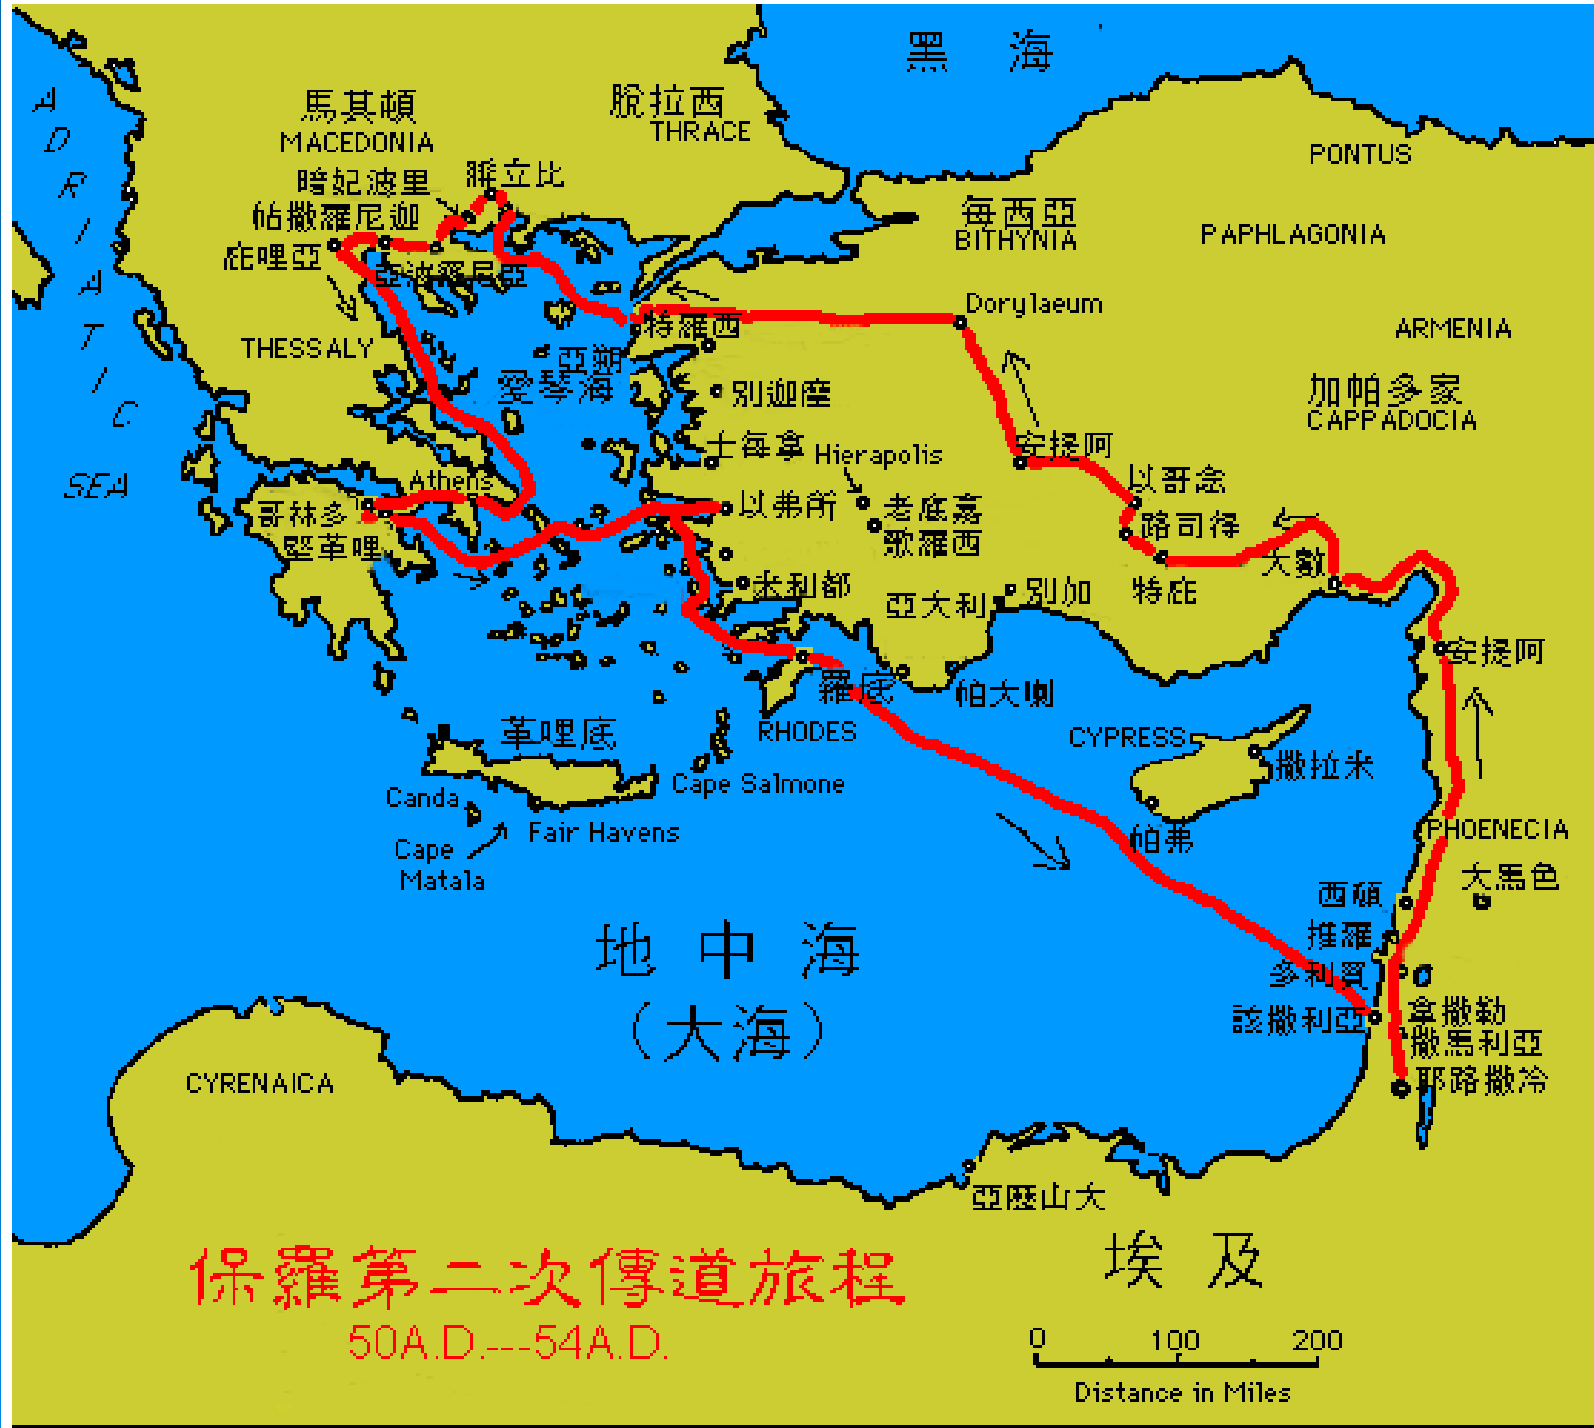 黑 海
馬其頓
MACEDONIA
脫拉西
THRACE
PONTUS
ADRIATIC
SEA
暗妃波里
腓立比
帖撒羅尼迦
庇哩亞
亞波羅尼亞
每西亞
BITHYNIA
PAPHLAGONIA
Dorylaeum
ARMENIA
THESSALY
特羅西
亞朔
愛琴海
別迦摩
加帕多家
CAPPADOCIA
士每拿
Hierapolis
安提阿
以哥念
Athens
哥林多
堅革哩
以弗所
老底嘉
歌羅西
路司得
大數
特庇
米利都
亞大利
別加
安提阿
羅底
RHODES
帕大喇
CYPRESS
撒拉米
革哩底
Cape Salmone
Canda
Fair Havens
Cape
Matala
帕弗
PHOENECIA
大馬色
西頓
推羅
多利買
該撒利亞
拿撒勒
撒馬利亞
耶路撒冷
地 中 海
（大海）
CYRENAICA
亞歷山大
埃 及
保羅第二次傳道旅程
50A.D.---54A.D.
0 100 200
Distance in Miles